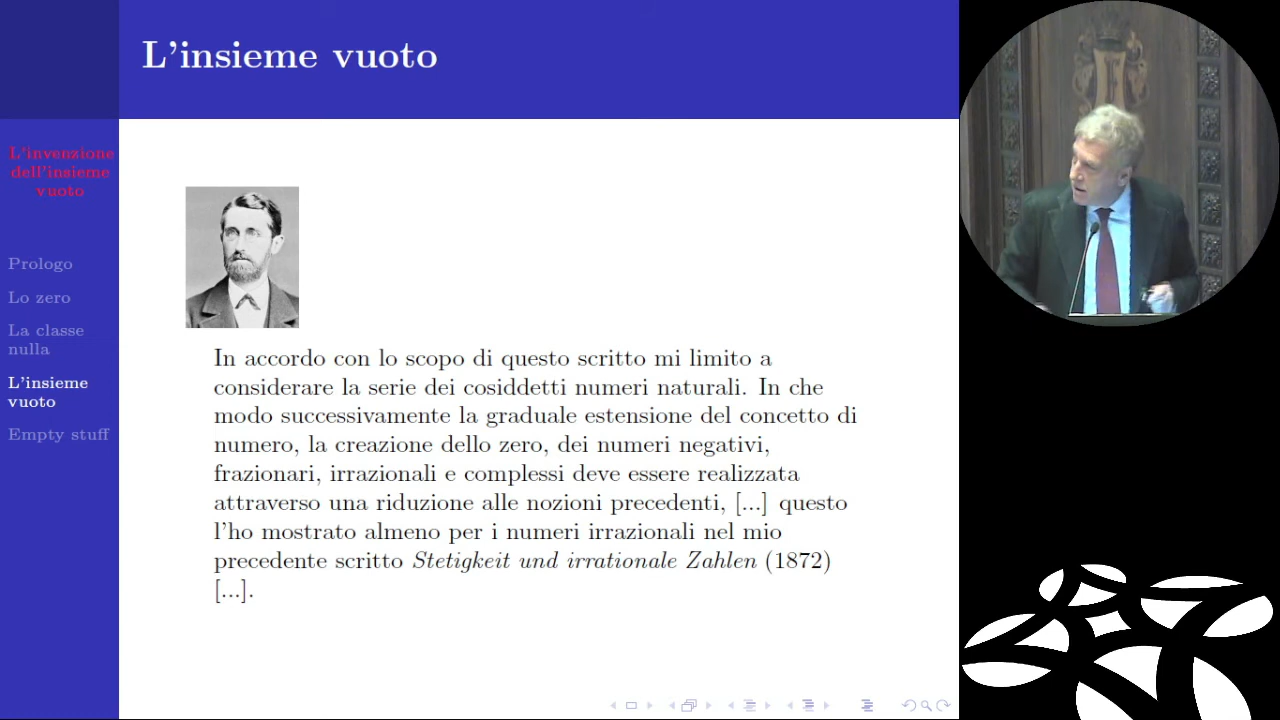 L'insieme vuoto
L'invenzione
dell'insieme
vuoto
Prologo
Lo zero
La classe
nulla
L'insieme
vuoto
Empty stuff
In accordo con lo scopo di questo scritto mi limito a
considerare la serie dei cosiddetti numeri naturali. In che
modo successivamente la graduale estensione del concetto di
numero, la creazione dello zero, dei numeri negativi,
frazionari, irrazionali e complessi deve essere realizzata
attraverso una riduzione alle nozioni precedenti, [...] questo
l'ho mostrato almeno per i numeri irrazionali nel mio
precedente scritto Stetigkeit und irrationale Zahlen (1872)
[...].